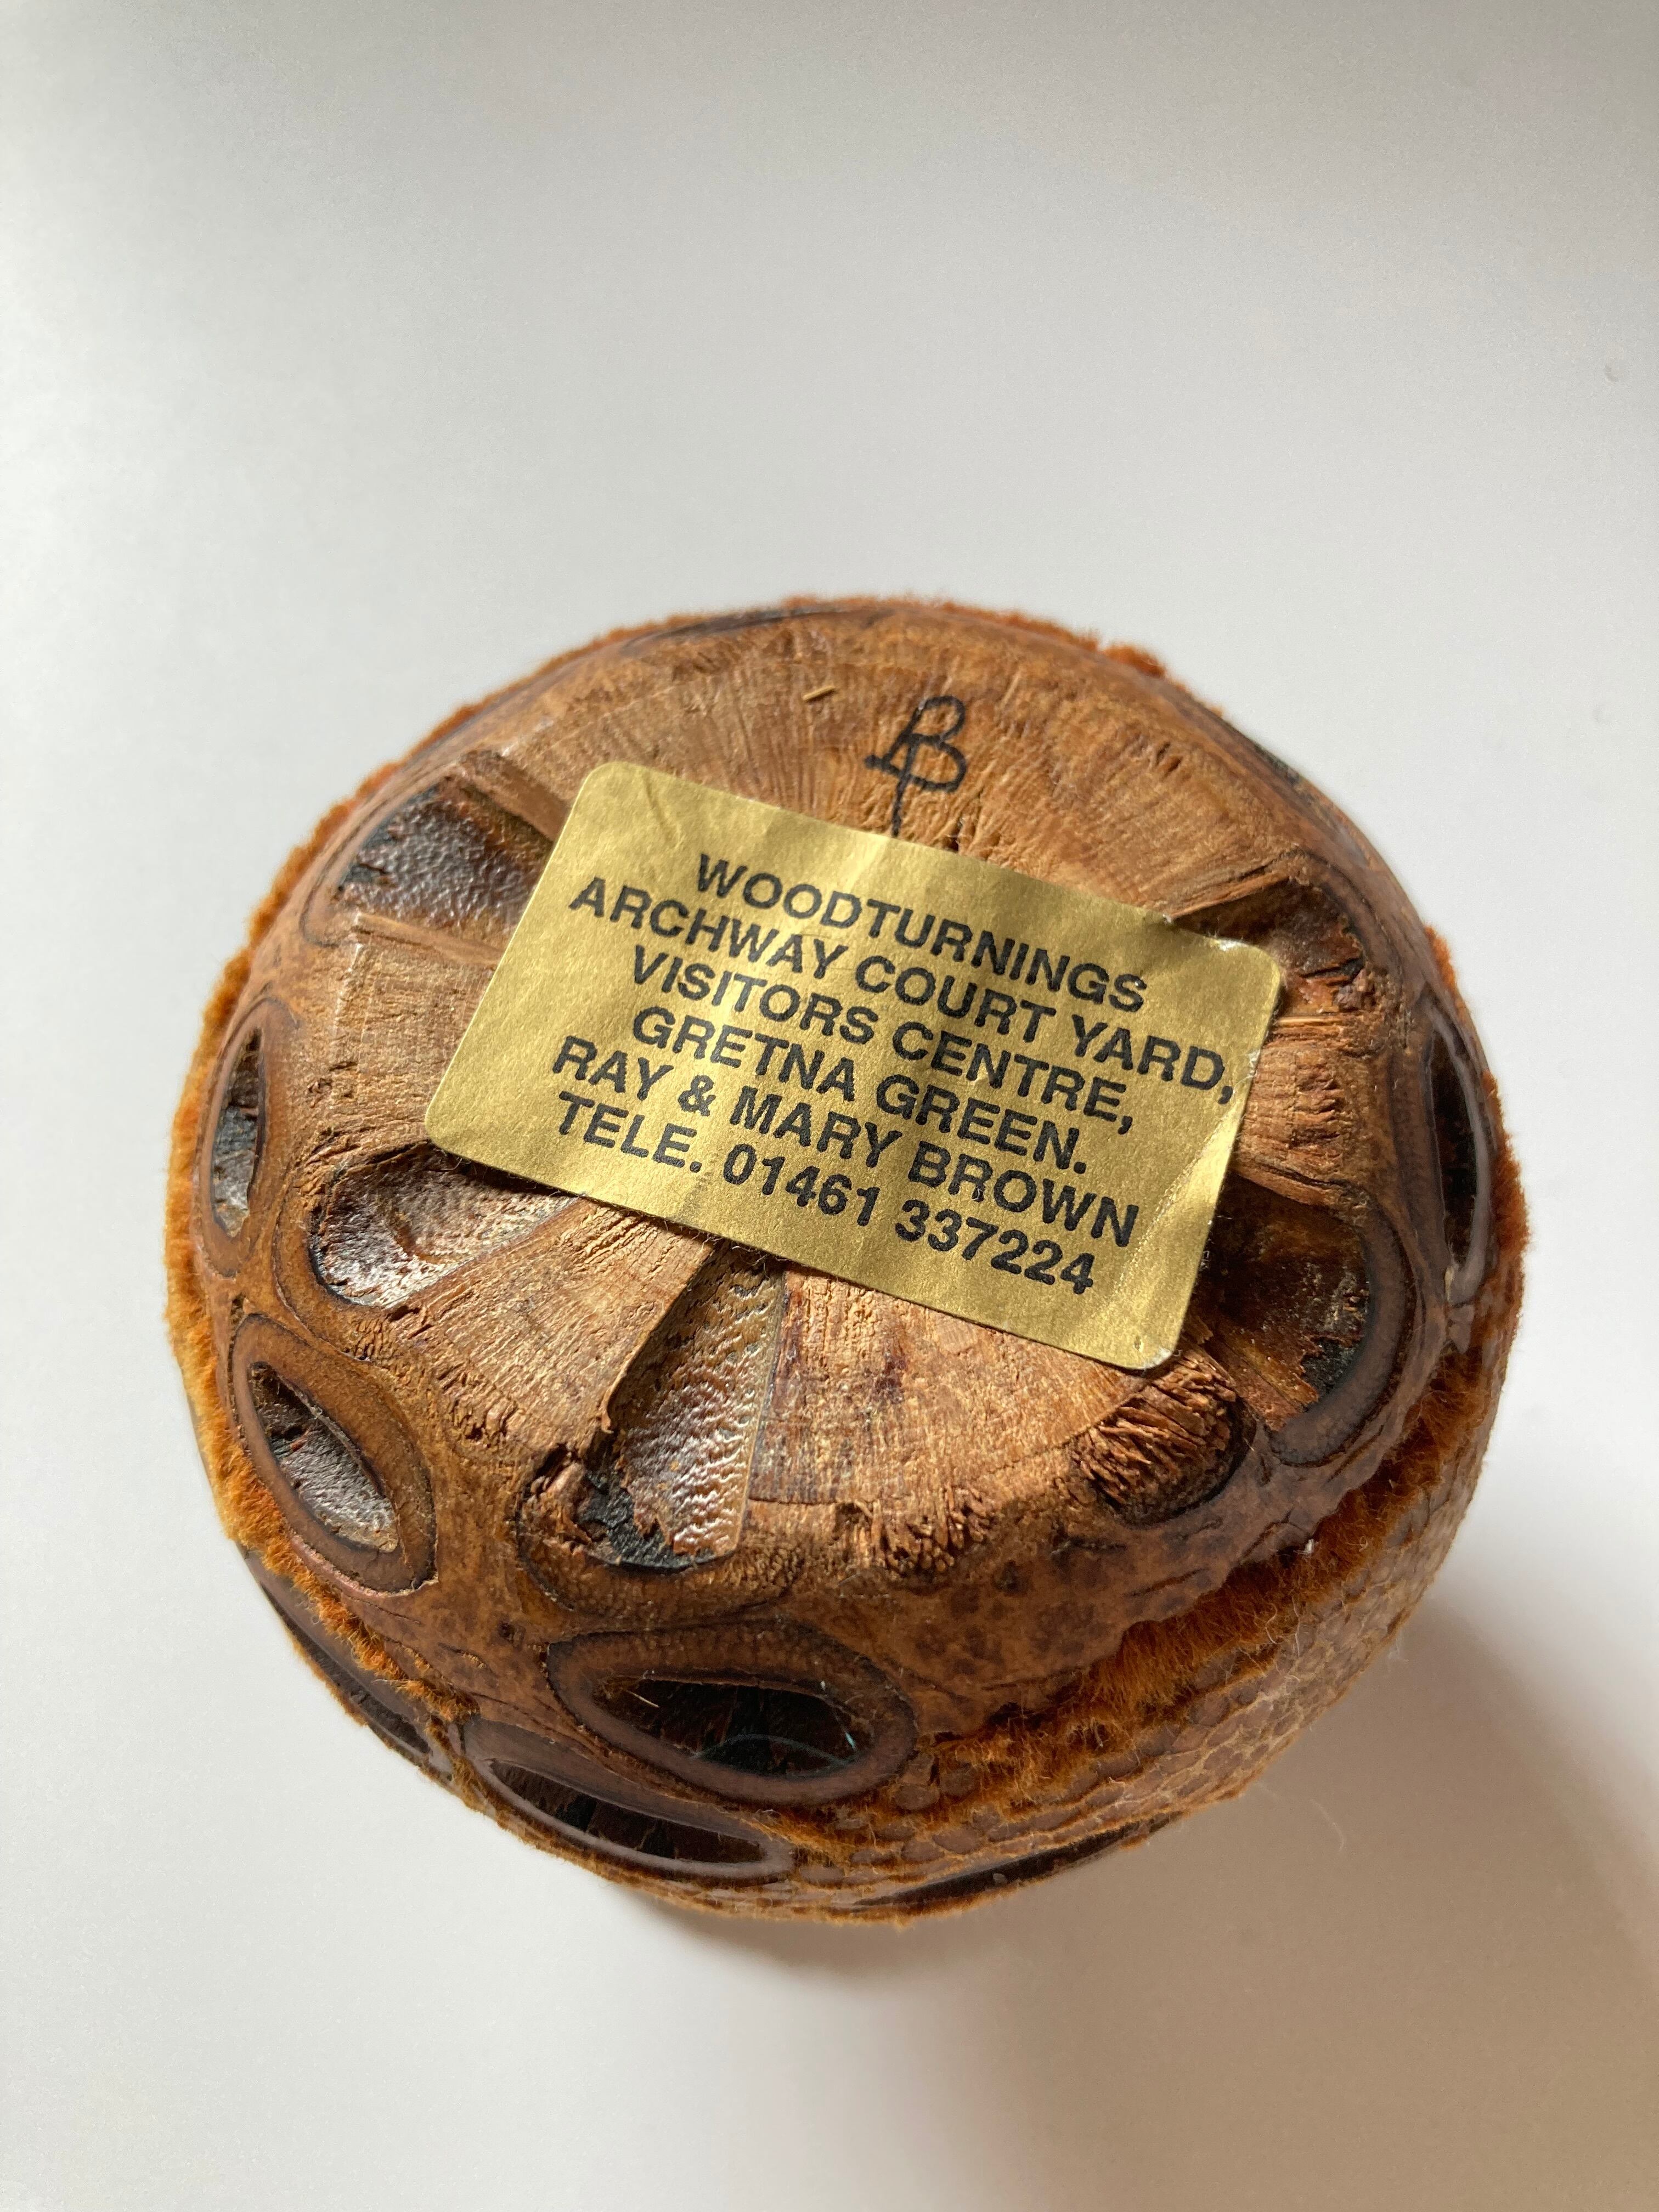 WOODTURNINGS
ARCHWAY COURT YARD,
VISITORS CENTRE,
GRETNA GREEN.
RAY & MARY BROWN
TELE. 01461 337224